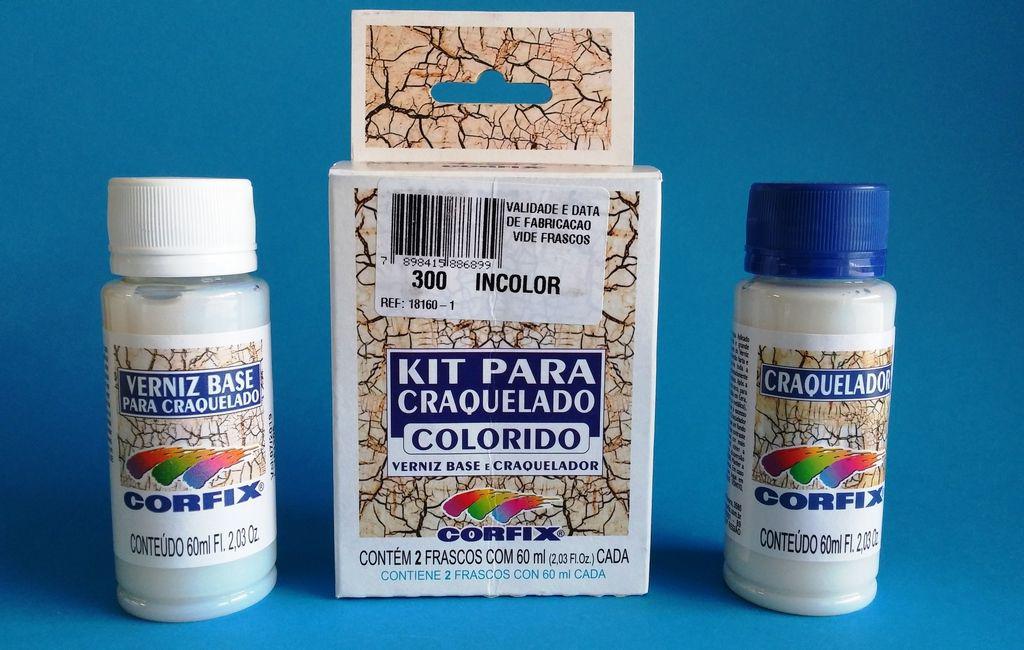 VERNIZ BASE
PARA CRAQUELADO
CORFIX®
CONTEÚDO 60ml Fl. 2,03 Oz.
VALIDADE E DATA
DE FABRICACAO
VIDE FRASCOS
7 898415 886899
300 INCOLOR
REF: 18160-1
KIT PARA
CRAQUELADO
COLORIDO
VERNIZ BASE E CRAQUELADOR
CORFIX®
CONTÉM 2 FRASCOS COM 60 ml (2,03 Fl.Oz.) CADA
CONTIENE 2 FRASCOS CON 60 ml CADA
CRAQUELADOR
CORFIX
CONTEÚDO 60ml Fl. 2,03 Oz